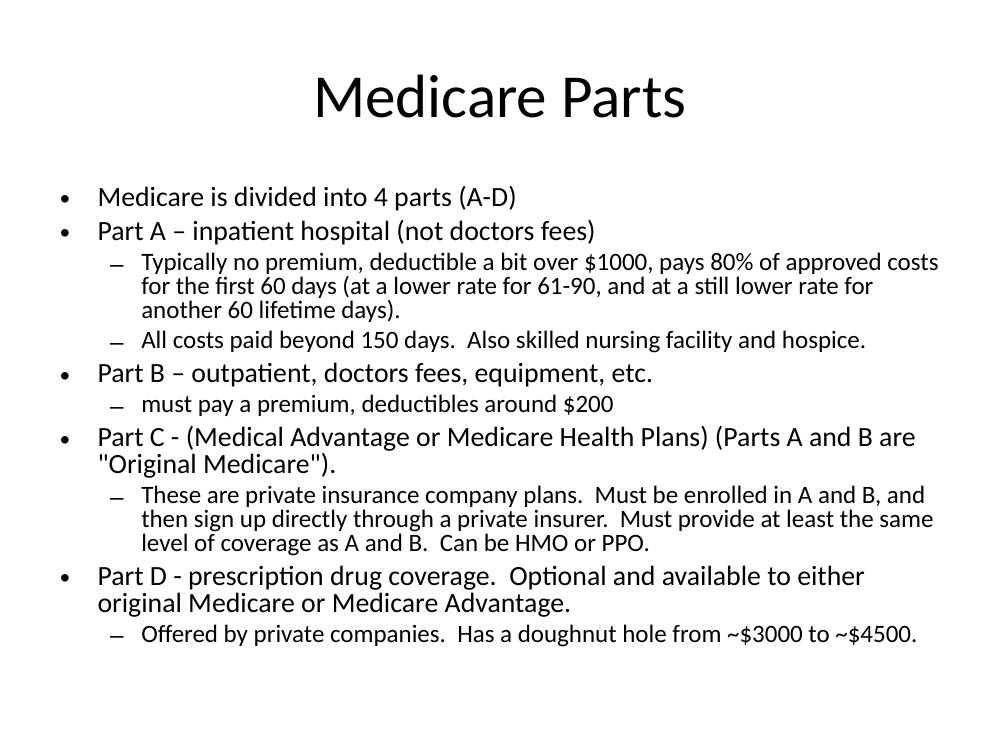 Medicare Parts
• Medicare is divided into 4 parts (A-D)
• Part A – inpatient hospital (not doctors fees)
– Typically no premium, deductible a bit over $1000, pays 80% of approved costs
for the first 60 days (at a lower rate for 61-90, and at a still lower rate for
another 60 lifetime days).
– All costs paid beyond 150 days.  Also skilled nursing facility and hospice.
• Part B – outpatient, doctors fees, equipment, etc.
– must pay a premium, deductibles around $200
• Part C - (Medical Advantage or Medicare Health Plans) (Parts A and B are
"Original Medicare").
– These are private insurance company plans.  Must be enrolled in A and B, and
then sign up directly through a private insurer.  Must provide at least the same
level of coverage as A and B.  Can be HMO or PPO.
• Part D - prescription drug coverage.  Optional and available to either
original Medicare or Medicare Advantage.
– Offered by private companies.  Has a doughnut hole from ~$3000 to ~$4500.